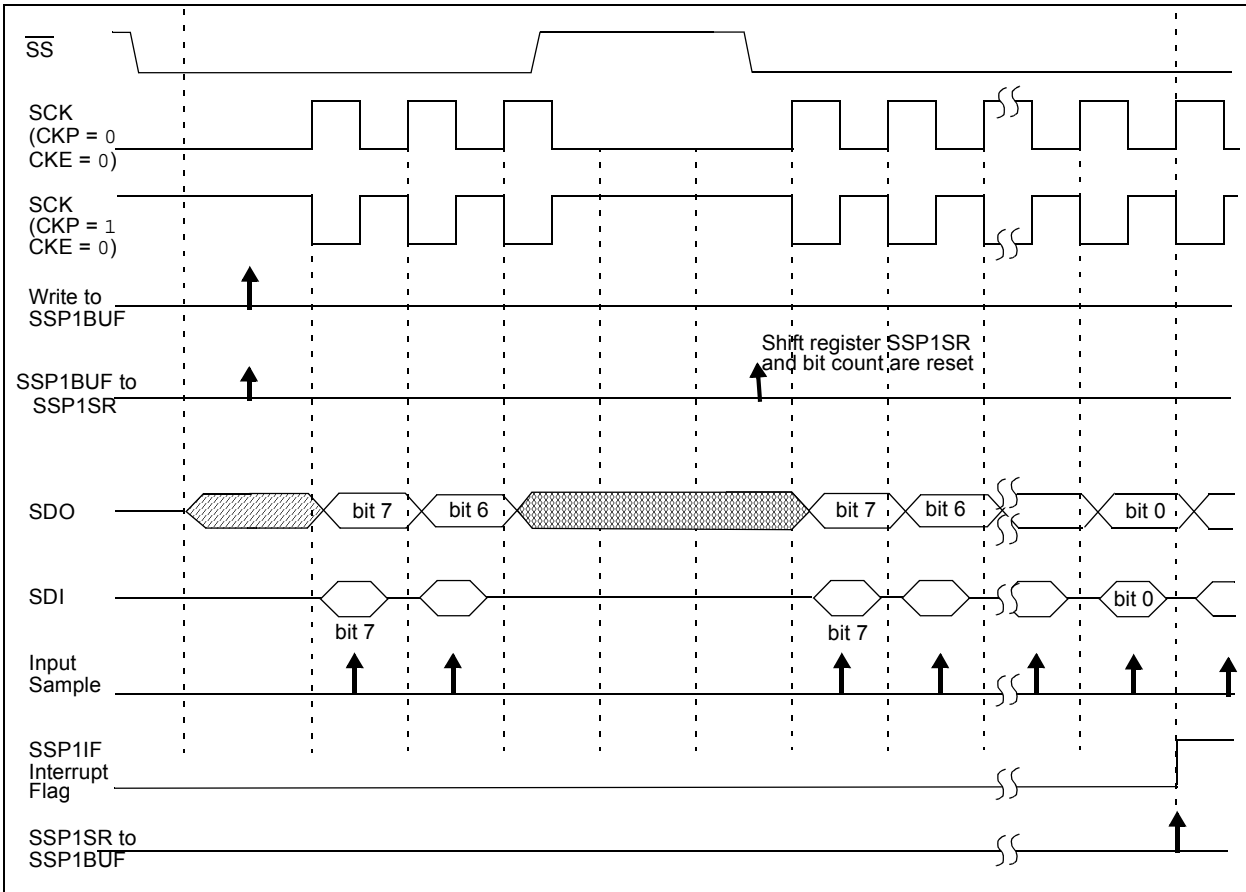 SS
SCK
(CKP = 0
CKE = 0)
SCK
(CKP = 1
CKE = 0)
Write to
SSP1BUF
Shift register SSP1SR
and bit count are reset
SSP1BUF to
SSP1SR
SDO
bit 7
bit 6
bit 7
bit 6
bit 0
SDI
bit 0
bit 7
bit 7
Input
Sample
SSP1IF
Interrupt
Flag
SSP1SR to
SSP1BUF